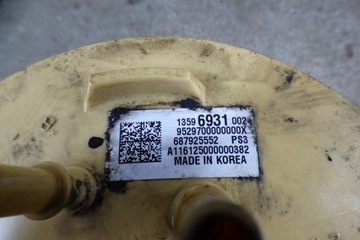 1359 6931 002
9529700000000X
687925552 PS3
A116125000000382
MADE IN KOREA